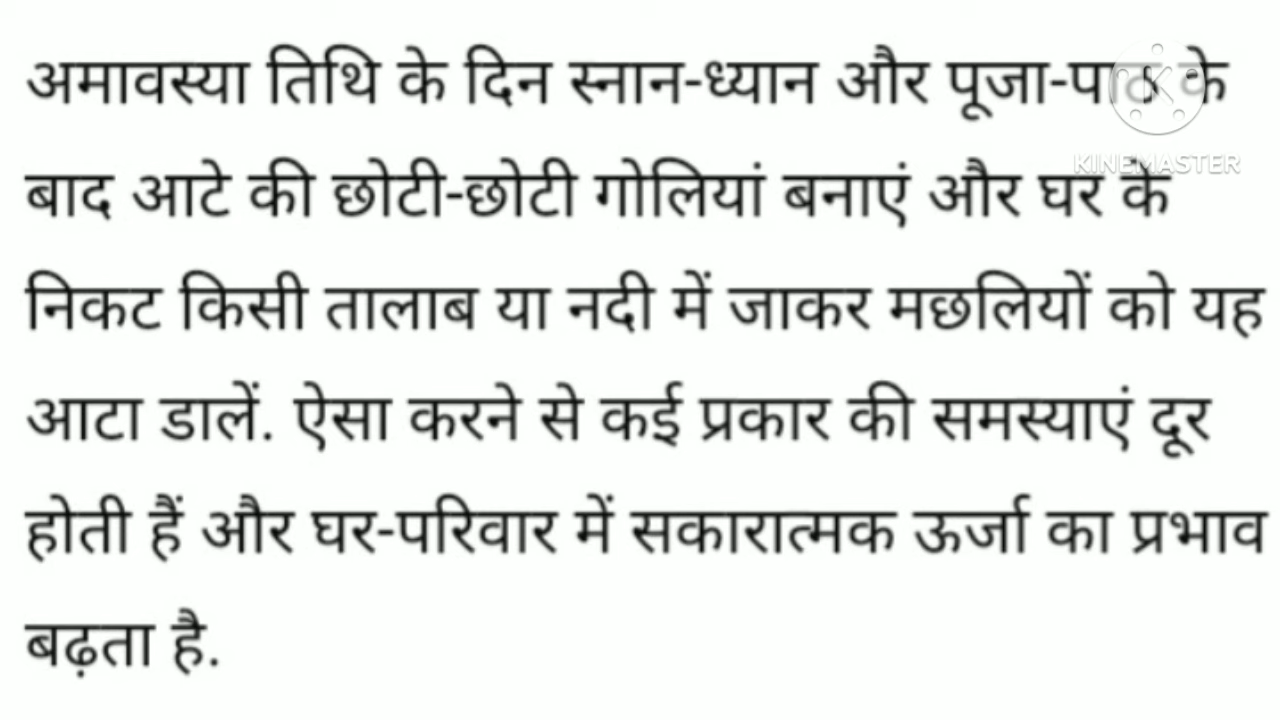 अमावस्या तिथि के दिन स्नान-ध्यान और पूजा-पाठ के
बाद आटे की छोटी-छोटी गोलियां बनाएं और घर के
निकट किसी तालाब या नदी में जाकर मछलियों को यह
आटा डालें. ऐसा करने से कई प्रकार की समस्याएं दूर
होती हैं और घर-परिवार में सकारात्मक ऊर्जा का प्रभाव
बढ़ता है.
KINEMASTER